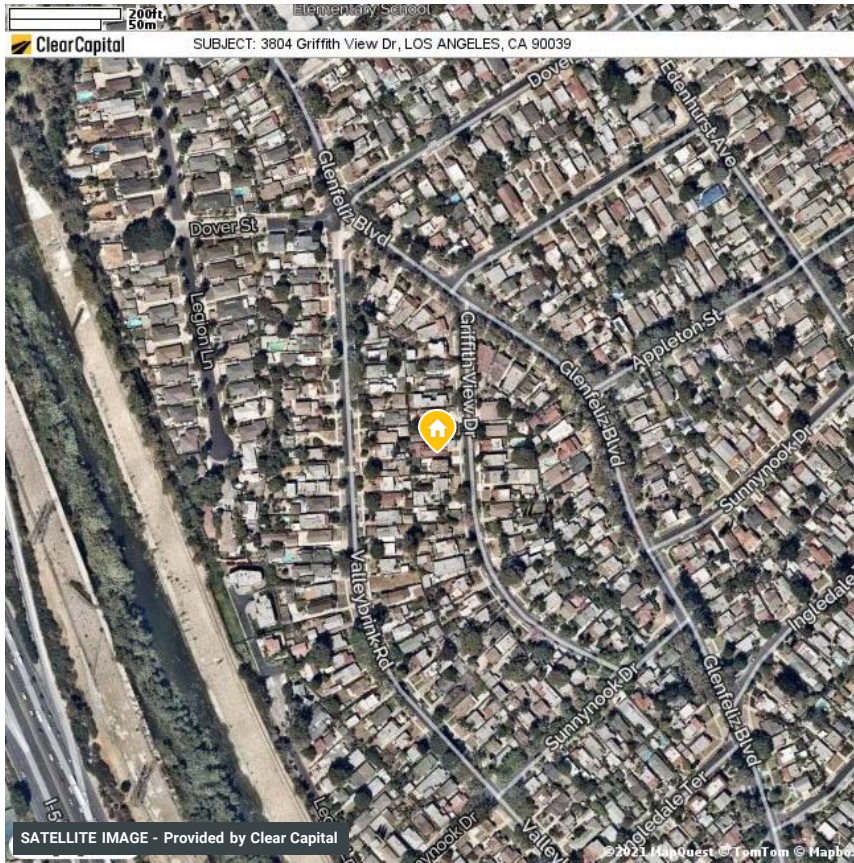 Elementary School
200ft
50m
ClearCapital
SUBJECT: 3804 Griffith View Dr, LOS ANGELES, CA 90039
Dover
Edenhurst Ave
Glenfeliz Blvd
Dover St
Legion Ln
Griffith View Dr
Appleton St
Glenfeliz Blvd
Sunnynook Dr
Valleybrink Rd
Ingledale
Sunnynook Dr
Glenfeliz Blvd
Ingledale Ter
I-5
SATELLITE IMAGE - Provided by Clear Capital
©2021 MapQuest © TomTom © Mapbo